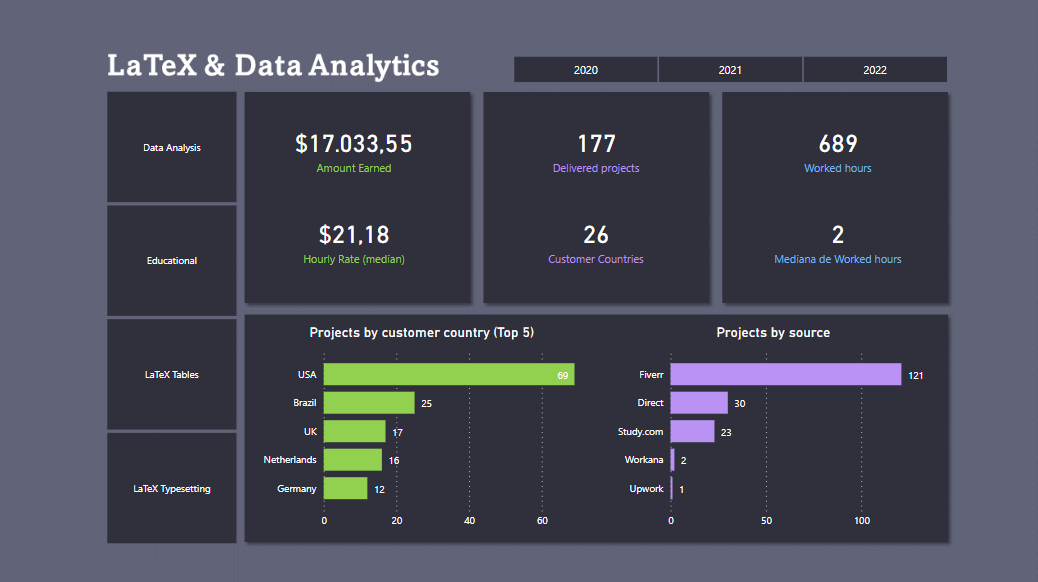 LaTeX & Data Analytics
2020
2021
2022
Data Analysis
Educational
LaTeX Tables
LaTeX Typesetting
$17.033,55
Amount Earned
$21,18
Hourly Rate (median)
177
Delivered projects
26
Customer Countries
689
Worked hours
2
Mediana de Worked hours
Projects by customer country (Top 5)
USA 69
Brazil 25
UK 17
Netherlands 16
Germany 12
0 20 40 60
Projects by source
Fiverr 121
Direct 30
Study.com 23
Workana 2
Upwork 1
0 50 100